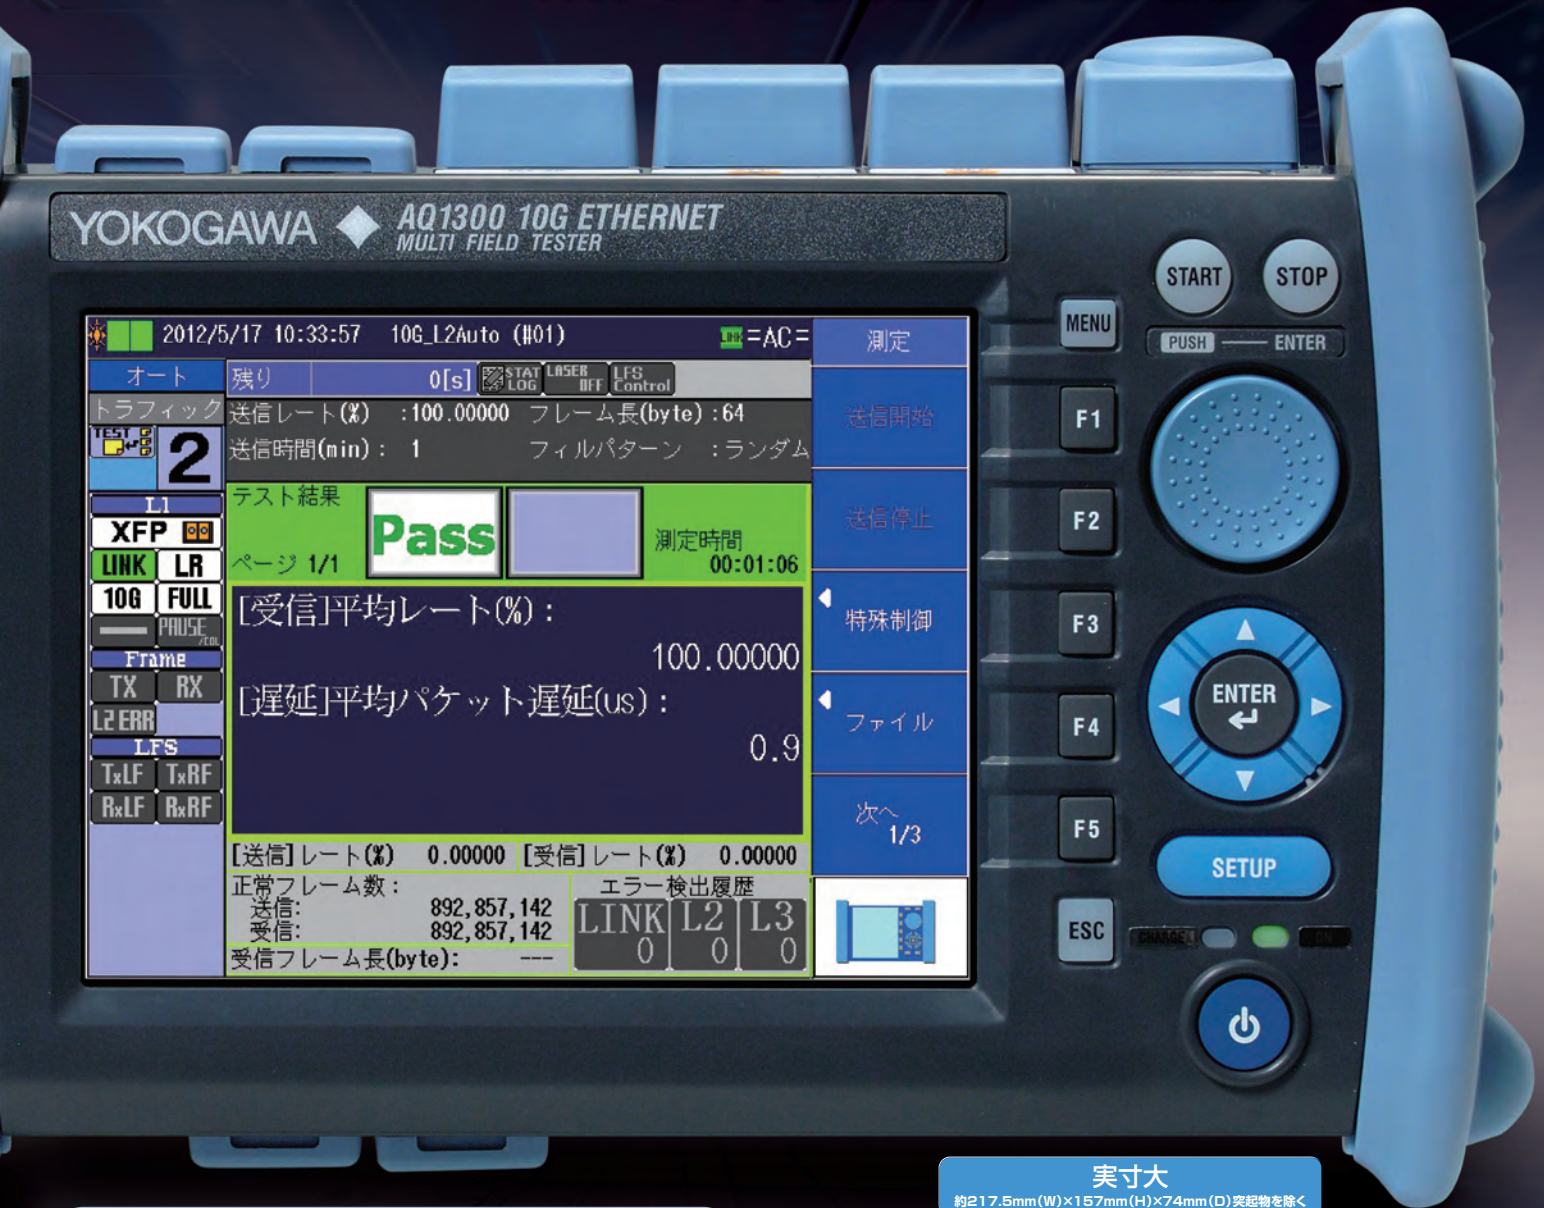 YOKOGAWA ◆ AQ1300 10G ETHERNET
MULTI FIELD TESTER
START STOP
PUSH ENTER
MENU
F1
F2
F3
F4
F5
ESC
ENTER
SETUP
CHARGE ON
2012/5/17 10:33:57 10G_L2Auto (#01) LINK =AC=
測定
オート 残り 0[s] STAT LOG LASER OFF LFS Control
トラフィック 送信レート(%) :100.00000 フレーム長(byte):64
送信時間(min): 1 フィルパターン :ランダム
TEST 2
送信開始
送信停止
特殊制御
ファイル
次へ
1/3
L1
XFP
LINK LR
10G FULL
PAUSE /COL
Frame
TX RX
L2 ERR
LFS
TxLF TxRF
RxLF RxRF
テスト結果
Pass
測定時間
ページ 1/1 00:01:06
[受信]平均レート(%):
100.00000
[遅延]平均パケット遅延(us):
0.9
[送信]レート(%) 0.00000 [受信]レート(%) 0.00000
正常フレーム数: エラー検出履歴
送信: 892,857,142
受信: 892,857,142
LINK L2 L3
0 0 0
受信フレーム長(byte): ---
実寸大
約217.5mm(W)×157mm(H)×74mm(D)突起物を除く